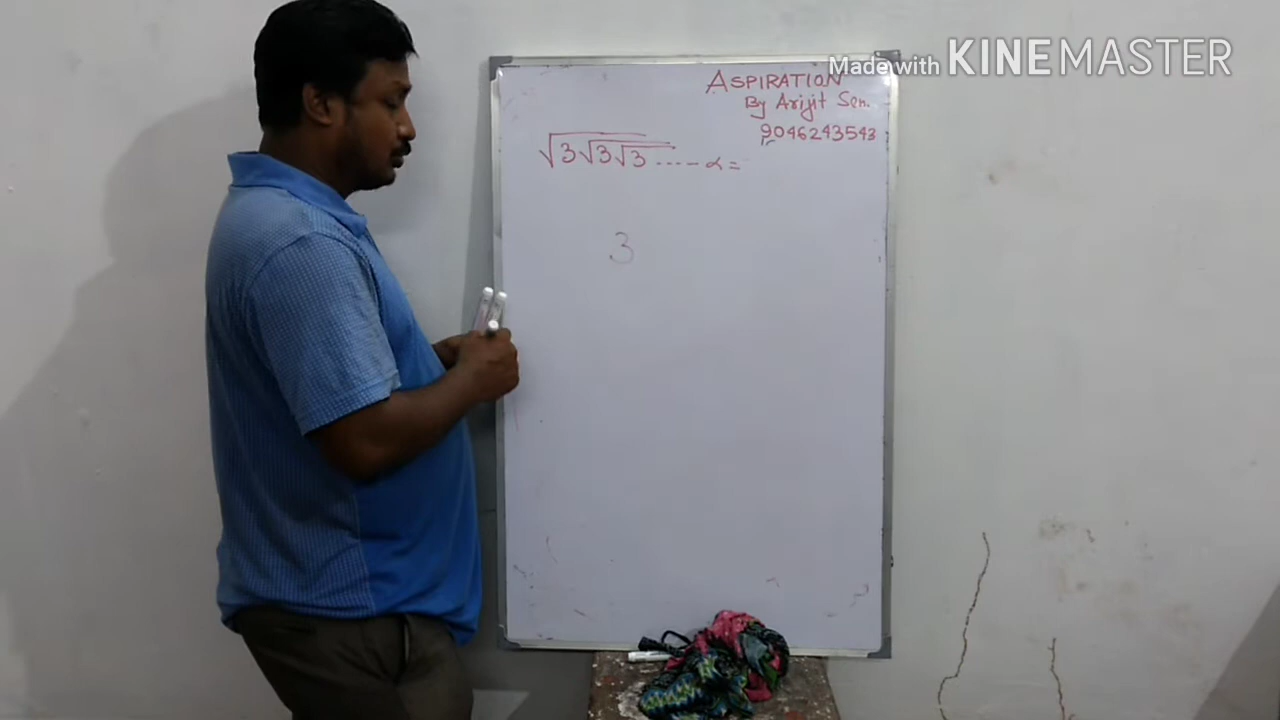 Made with KINEMASTER
ASPIRATION
By Arijit Sen.
9046243543
√3√3√3 ..... α =
3